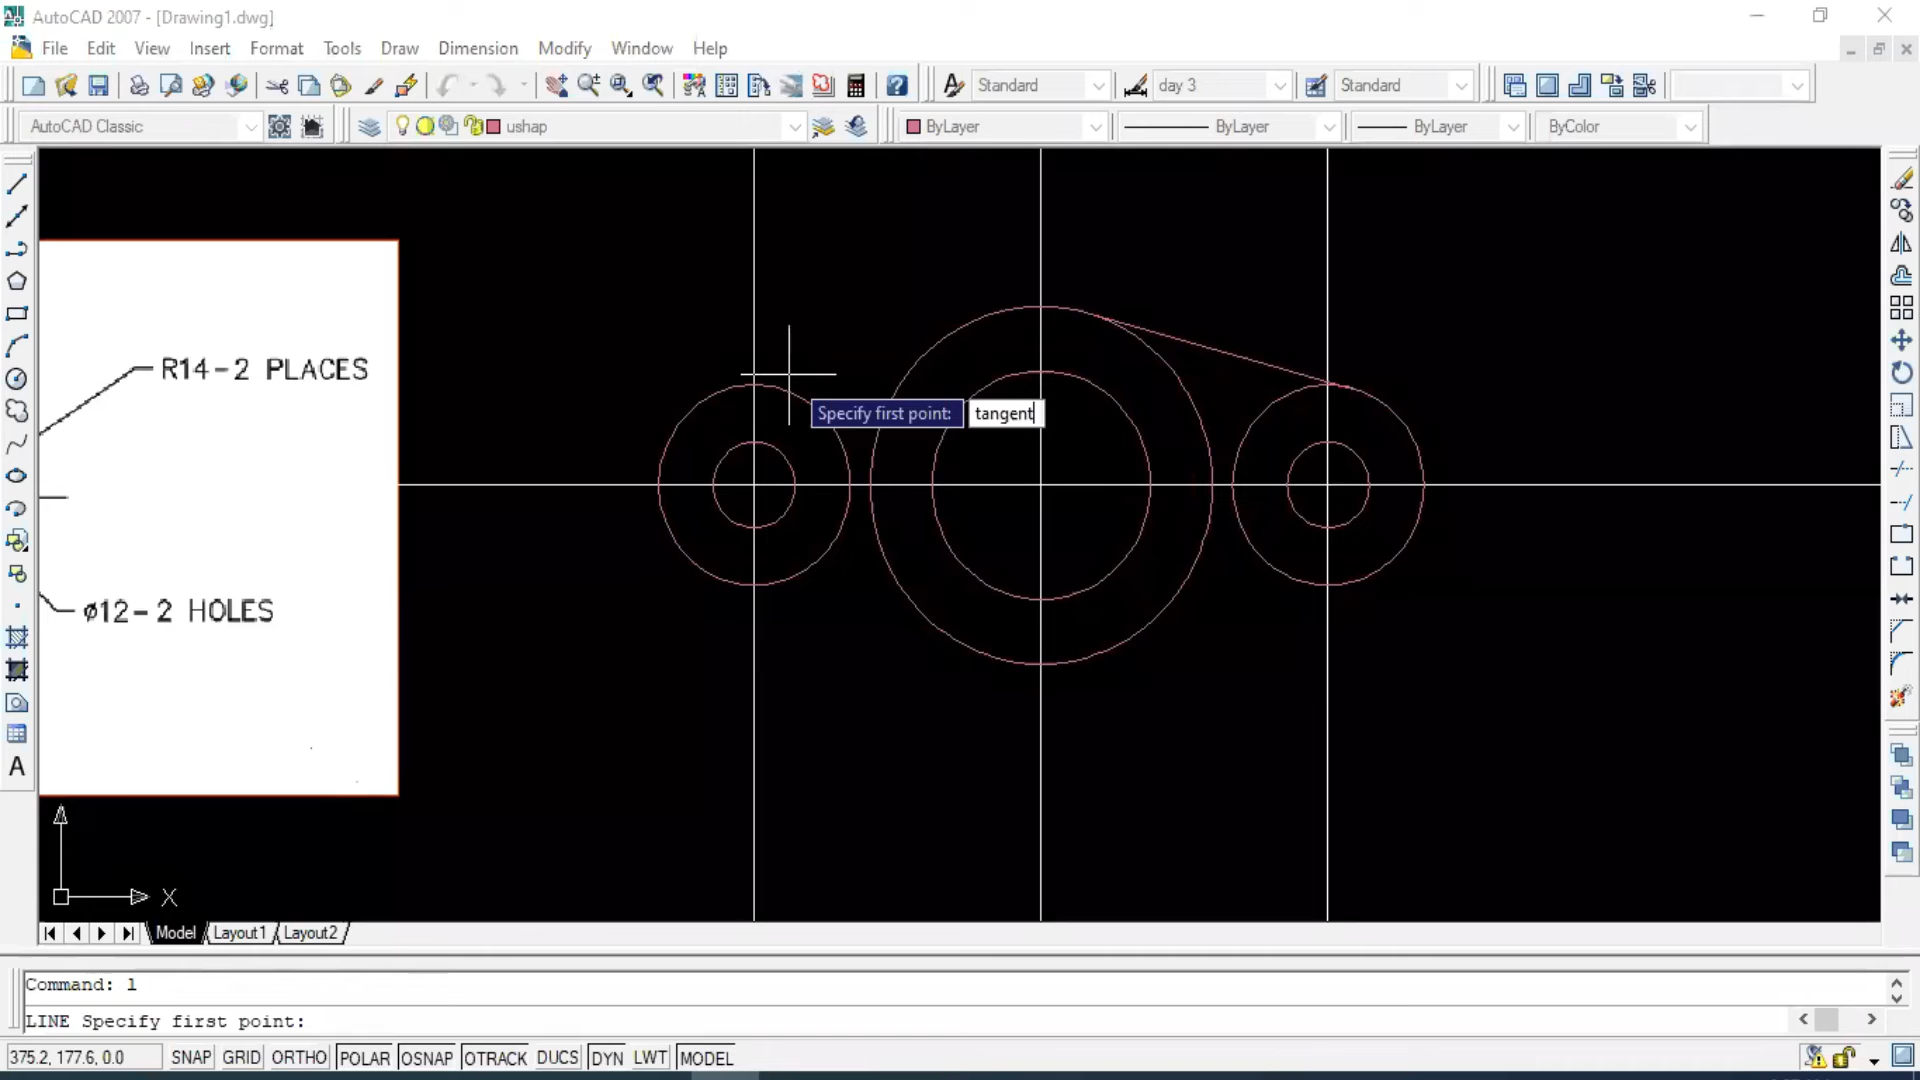 AutoCAD 2007 - [Drawing1.dwg]
File Edit View Insert Format Tools Draw Dimension Modify Window Help
Standard day 3 Standard
AutoCAD Classic ushap ByLayer ByLayer ByLayer ByColor
R14-2 PLACES
Specify first point: tangent
ø12-2 HOLES
X
Model Layout1 Layout2
Command: l
LINE Specify first point:
375.2, 177.6, 0.0 SNAP GRID ORTHO POLAR OSNAP OTRACK DUCS DYN LWT MODEL
A